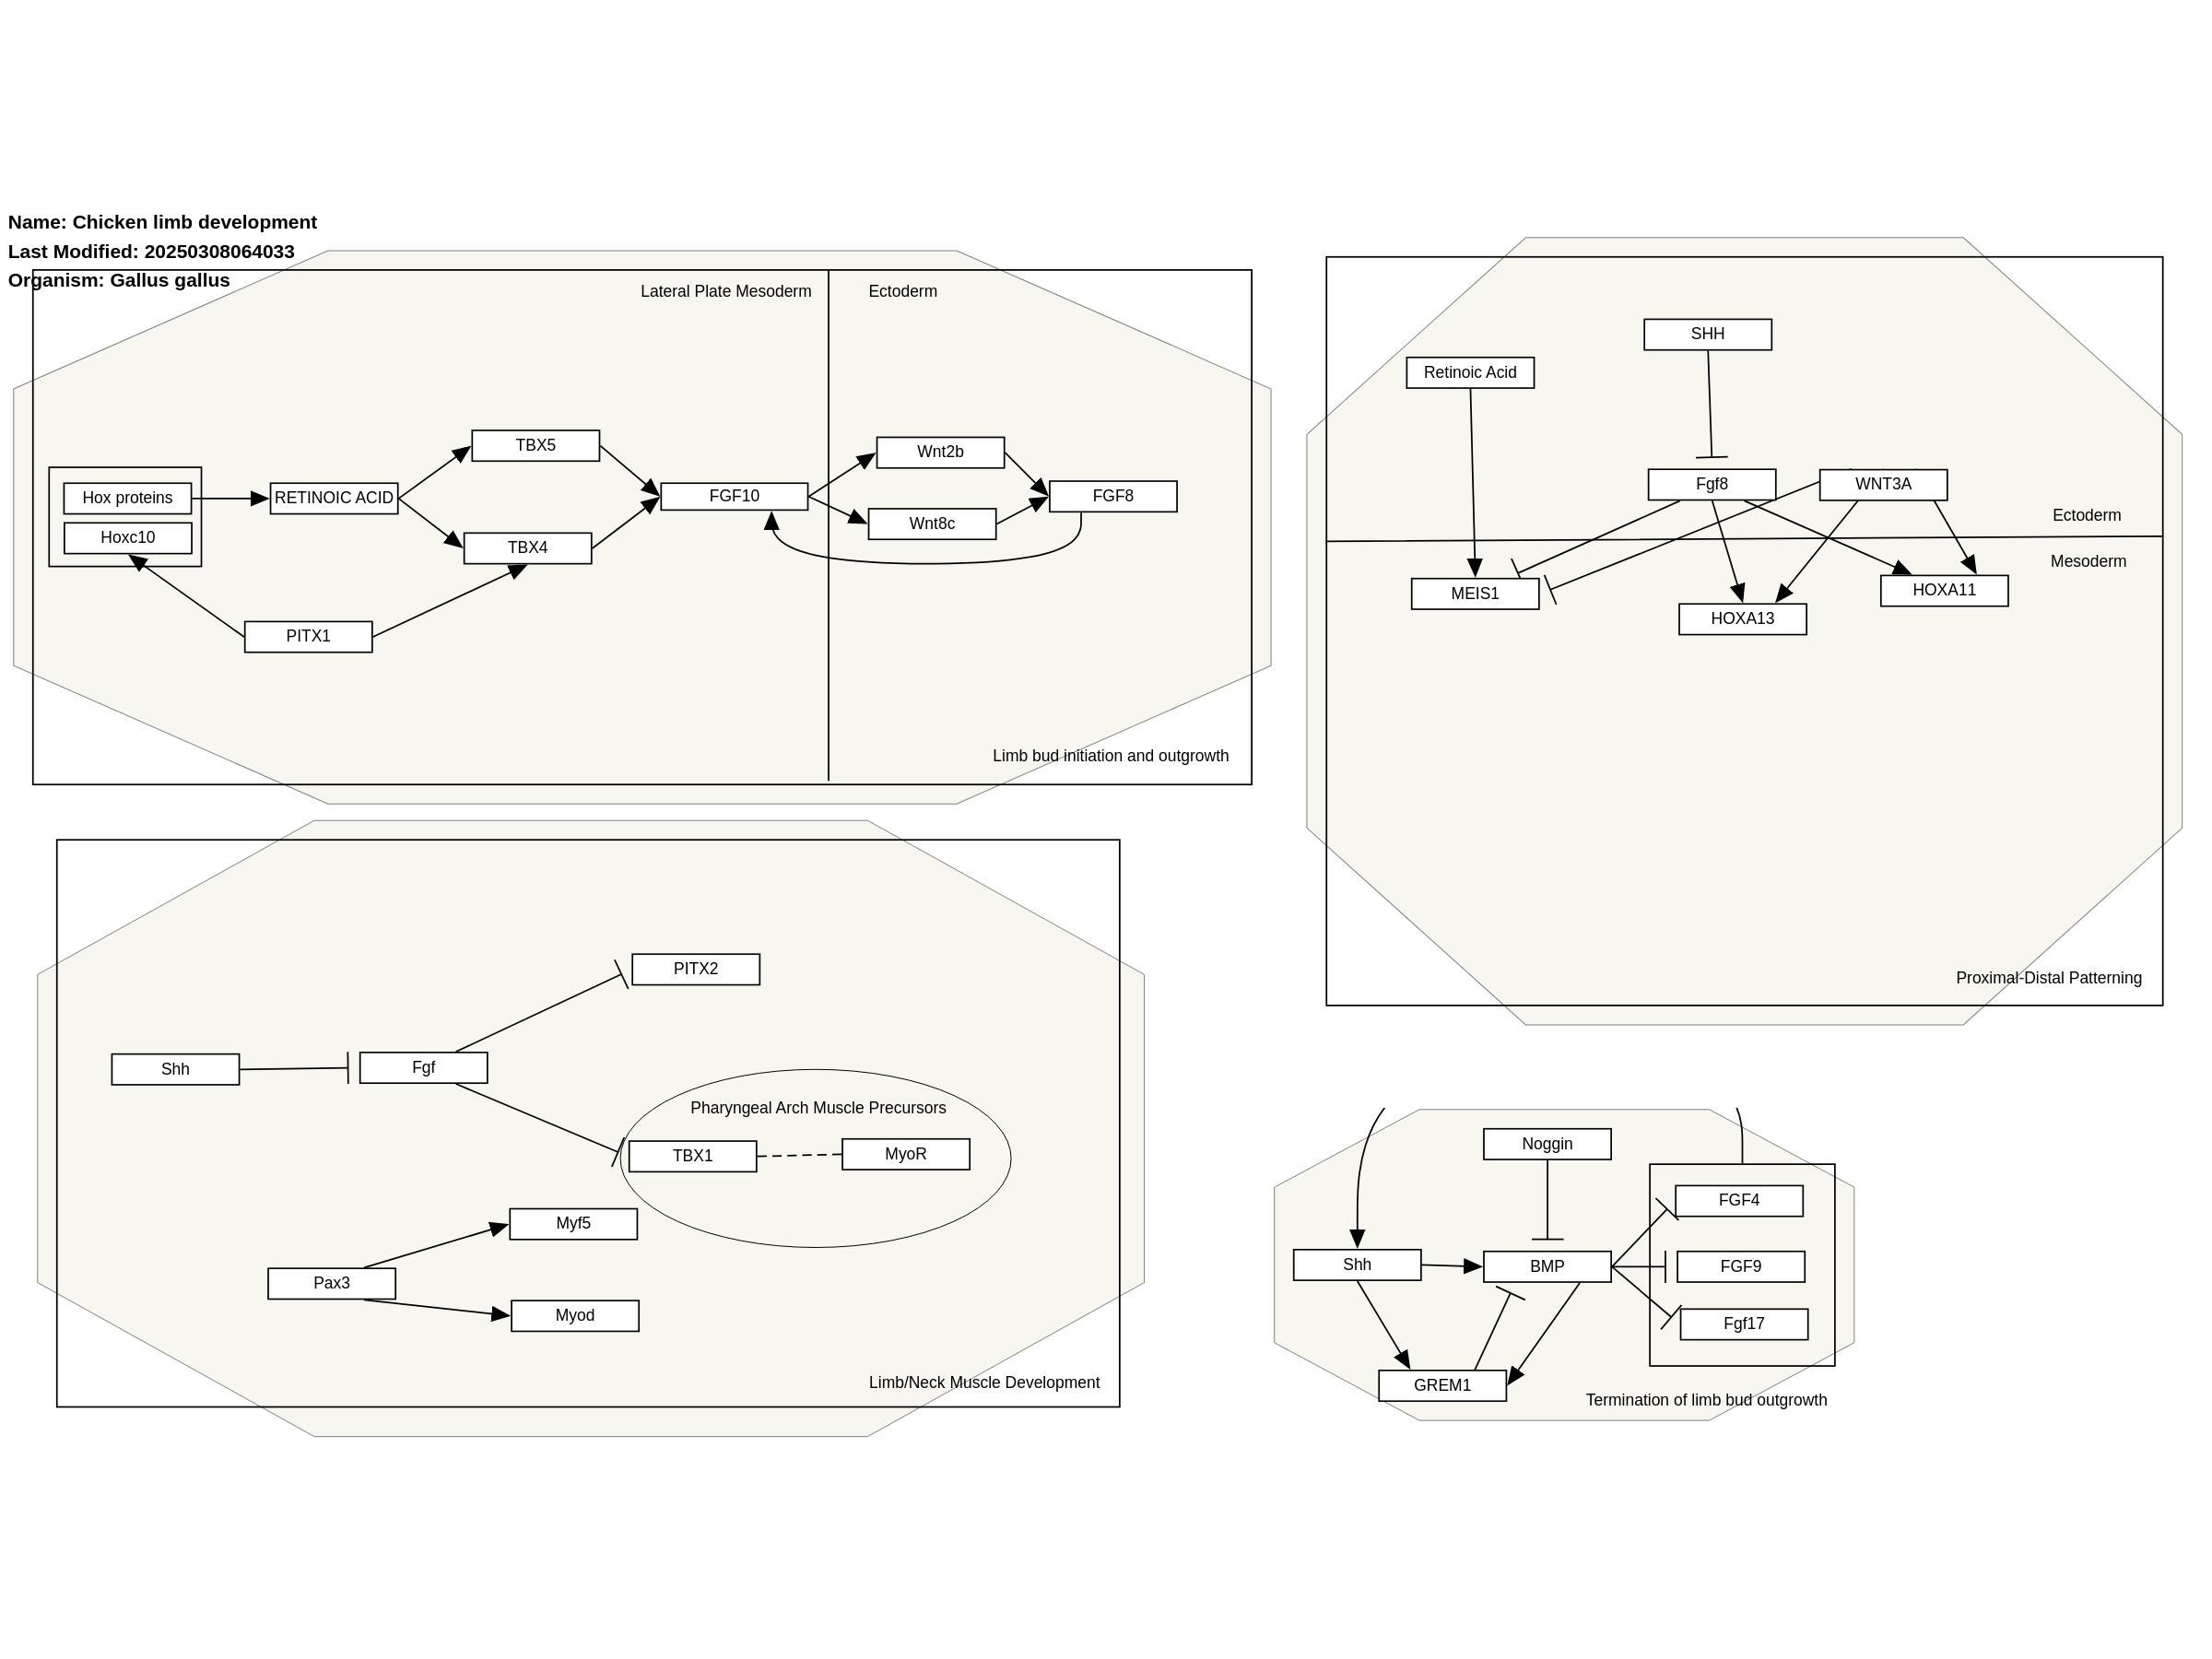 Name: Chicken limb development
Last Modified: 20250308064033
Organism: Gallus gallus
Lateral Plate Mesoderm
Ectoderm
TBX5
Wnt2b
Hox proteins
RETINOIC ACID
FGF10
FGF8
Hoxc10
Wnt8c
TBX4
PITX1
Limb bud initiation and outgrowth
SHH
Retinoic Acid
Fgf8
WNT3A
Ectoderm
Mesoderm
MEIS1
HOXA11
HOXA13
Proximal-Distal Patterning
PITX2
Shh
Fgf
Pharyngeal Arch Muscle Precursors
TBX1
MyoR
Myf5
Pax3
Myod
Limb/Neck Muscle Development
Noggin
FGF4
Shh
BMP
FGF9
Fgf17
GREM1
Termination of limb bud outgrowth